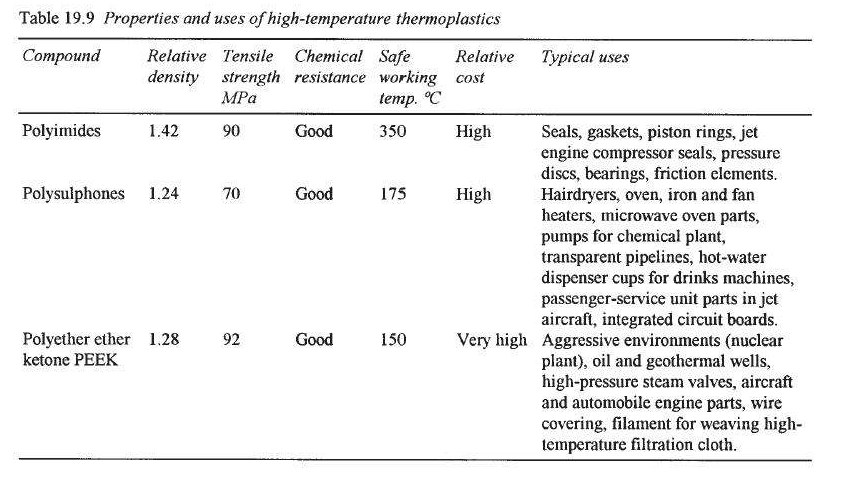 Table 19.9 Properties and uses of high-temperature thermoplastics
Compound Relative Tensile Chemical Safe Relative Typical uses
density strength resistance working cost
MPa temp. °C
Polyimides 1.42 90 Good 350 High Seals, gaskets, piston rings, jet
engine compressor seals, pressure
discs, bearings, friction elements.
Polysulphones 1.24 70 Good 175 High Hairdryers, oven, iron and fan
heaters, microwave oven parts,
pumps for chemical plant,
transparent pipelines, hot-water
dispenser cups for drinks machines,
passenger-service unit parts in jet
aircraft, integrated circuit boards.
Polyether ether 1.28 92 Good 150 Very high Aggressive environments (nuclear
ketone PEEK plant), oil and geothermal wells,
high-pressure steam valves, aircraft
and automobile engine parts, wire
covering, filament for weaving high-
temperature filtration cloth.